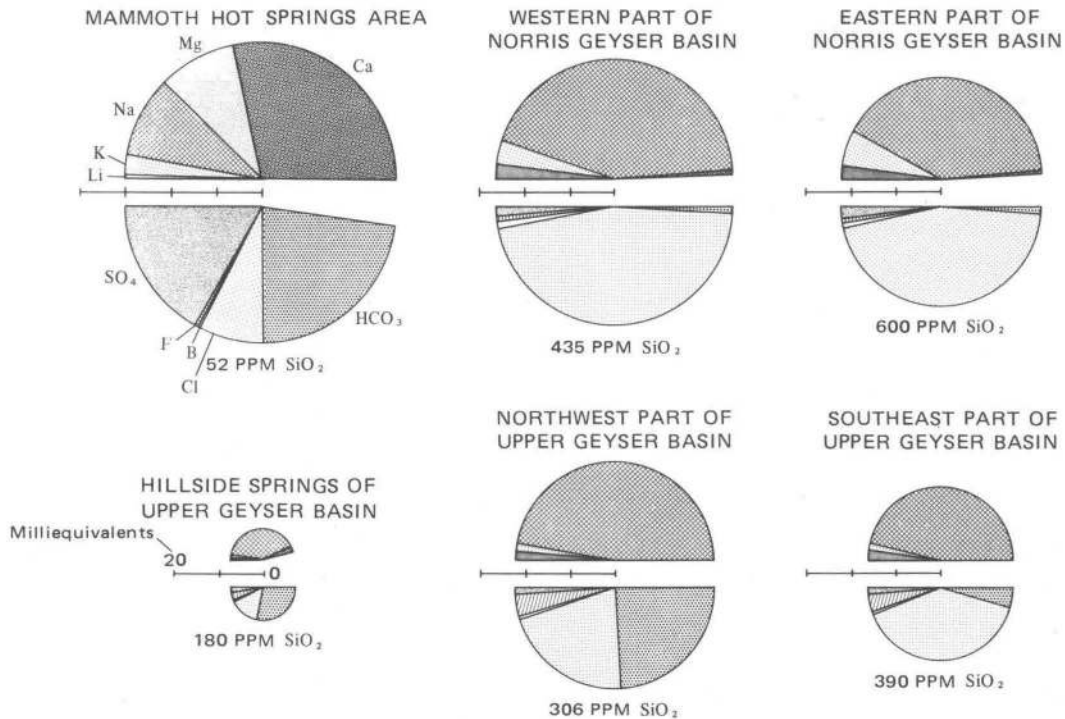 MAMMOTH HOT SPRINGS AREA
Mg
Ca
Na
K
Li
SO₄
F
B
Cl
HCO₃
52 PPM SiO₂
WESTERN PART OF
NORRIS GEYSER BASIN
435 PPM SiO₂
EASTERN PART OF
NORRIS GEYSER BASIN
600 PPM SiO₂
HILLSIDE SPRINGS OF
UPPER GEYSER BASIN
Milliequivalents
20
0
180 PPM SiO₂
NORTHWEST PART OF
UPPER GEYSER BASIN
306 PPM SiO₂
SOUTHEAST PART OF
UPPER GEYSER BASIN
390 PPM SiO₂